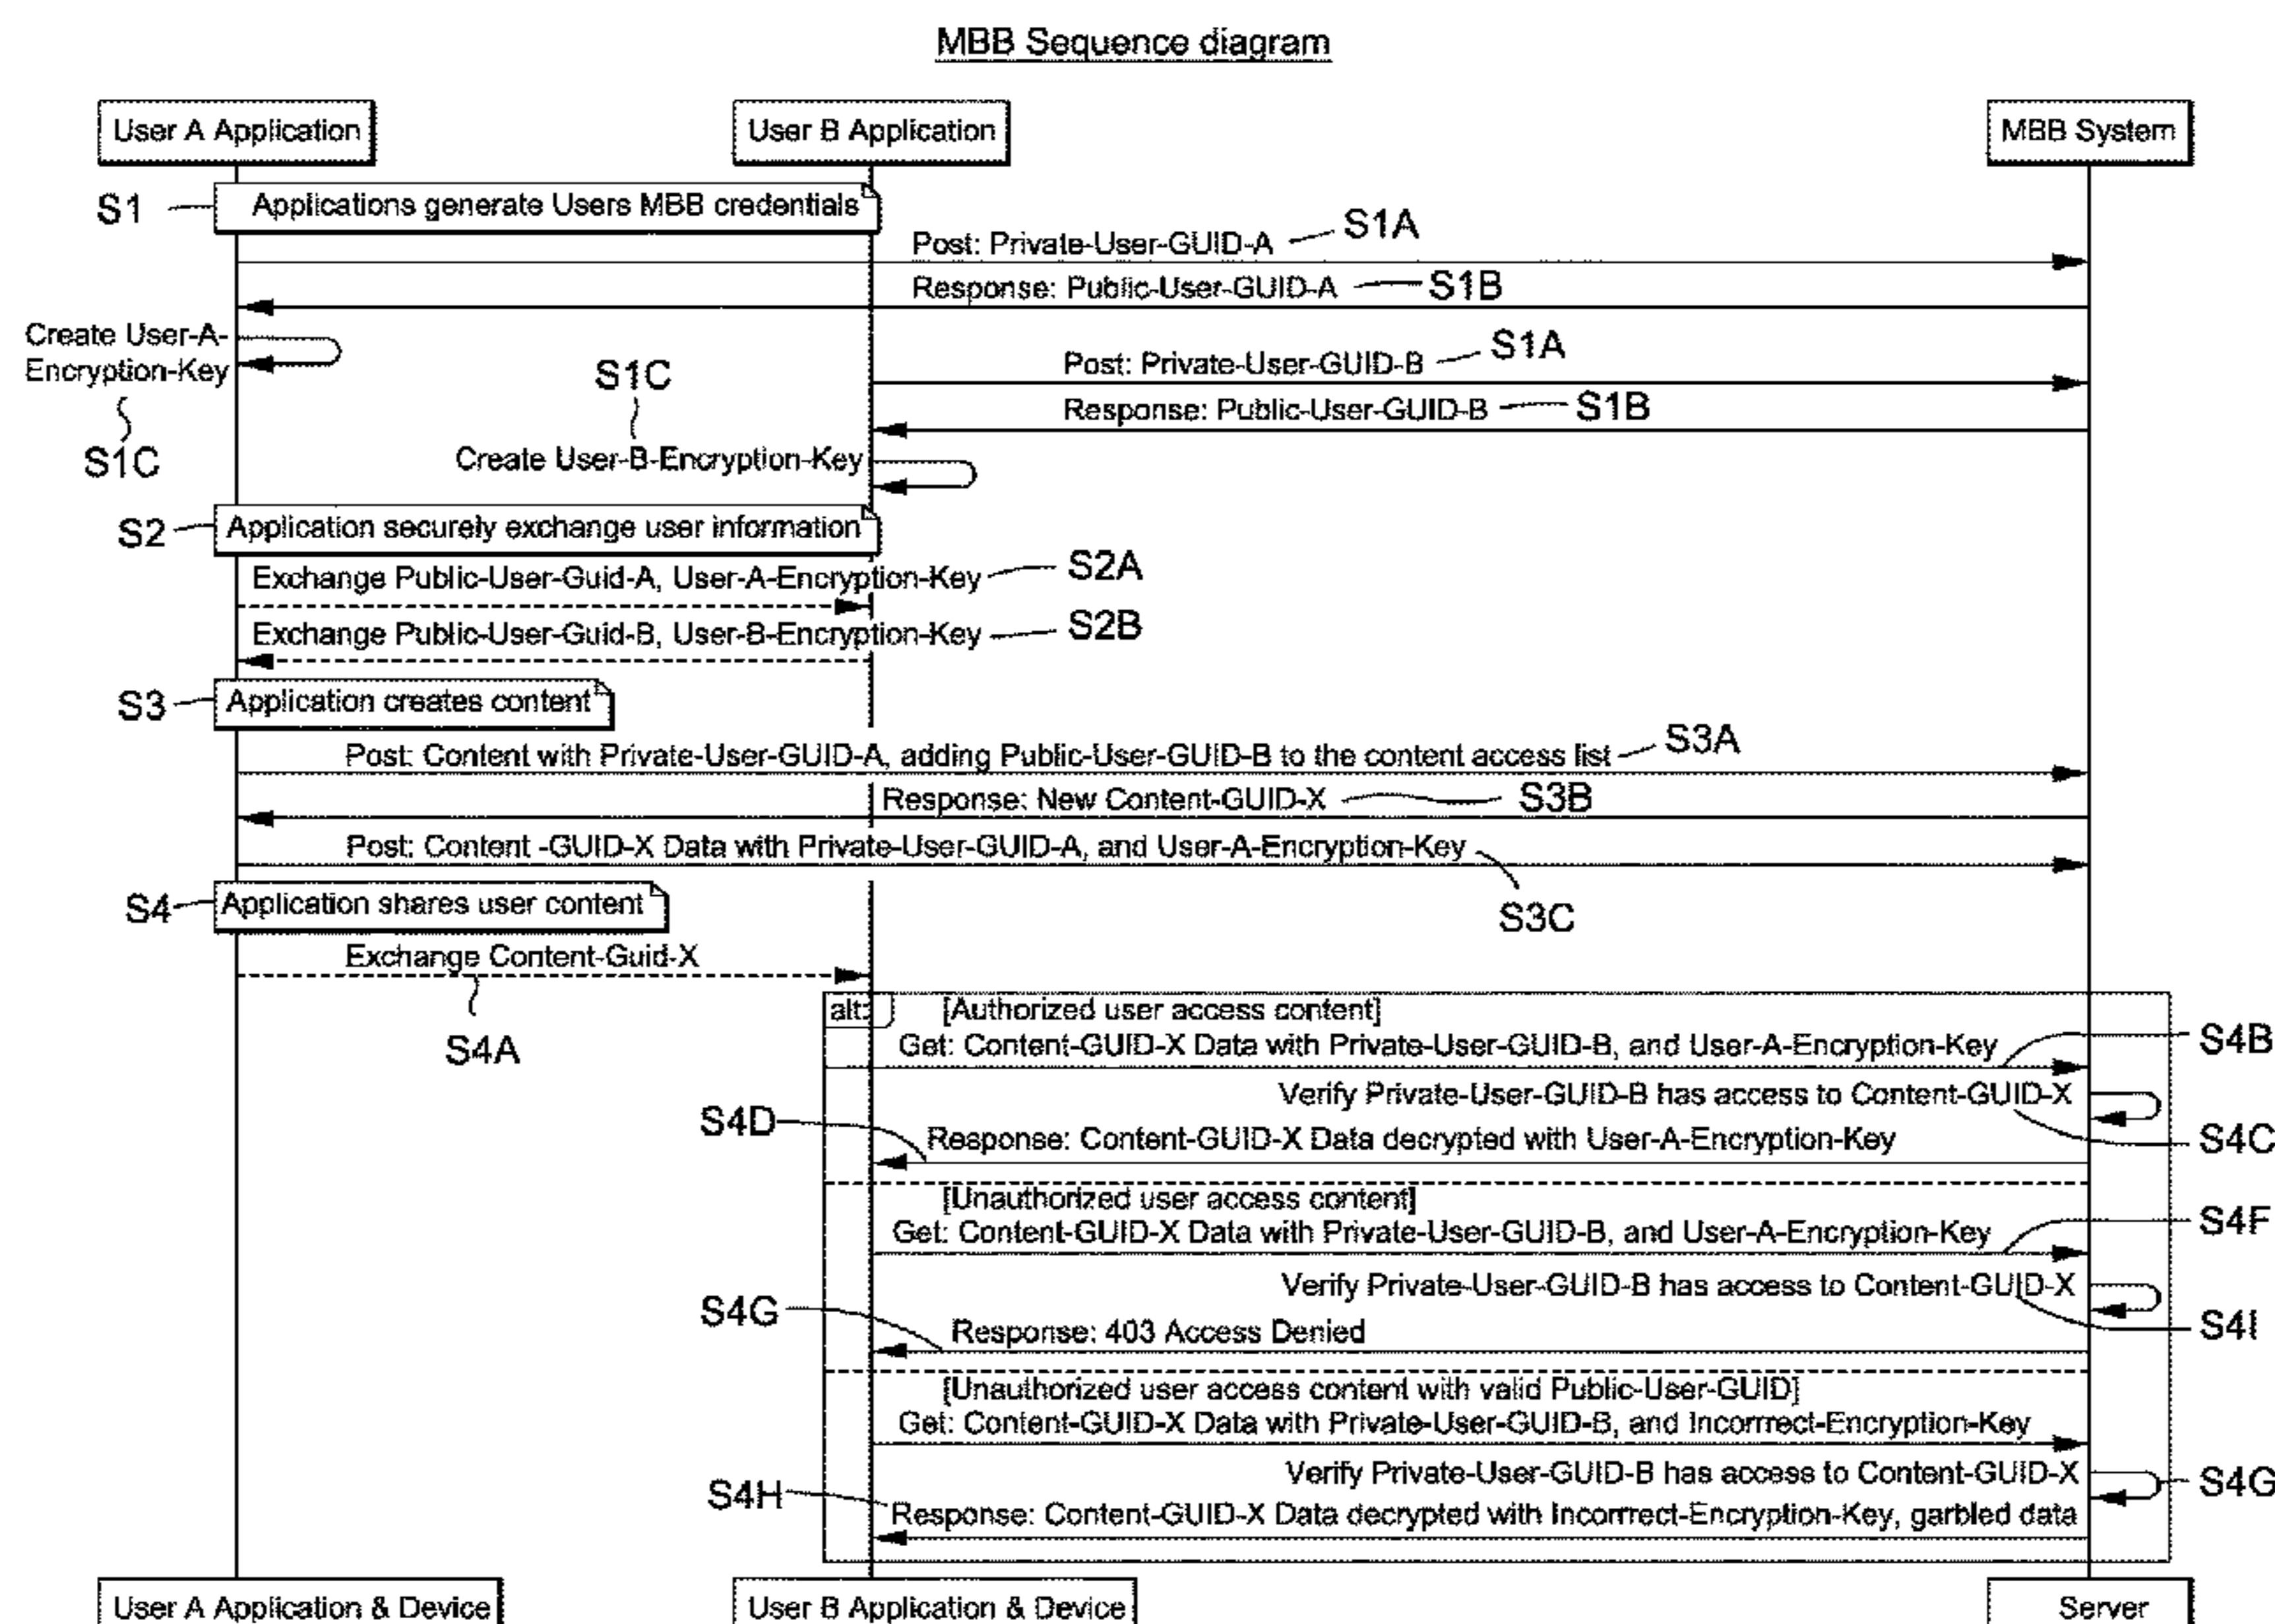 MBB Sequence diagram
User A Application
User B Application
MBB System
S1
Applications generate Users MBB credentials
Post: Private-User-GUID-A
S1A
Response: Public-User-GUID-A
S1B
Create User-A-
Encryption-Key
S1C
Post: Private-User-GUID-B
S1A
Response: Public-User-GUID-B
S1B
S1C
Create User-B-Encryption-Key
S2
Application securely exchange user information
Exchange Public-User-Guid-A, User-A-Encryption-Key
S2A
Exchange Public-User-Guid-B, User-B-Encryption-Key
S2B
S3
Application creates content
Post: Content with Private-User-GUID-A, adding Public-User-GUID-B to the content access list
S3A
Response: New Content-GUID-X
S3B
Post: Content -GUID-X Data with Private-User-GUID-A, and User-A-Encryption-Key
S3C
S4
Application shares user content
Exchange Content-Guid-X
S4A
alt:
[Authorized user access content]
Get: Content-GUID-X Data with Private-User-GUID-B, and User-A-Encryption-Key
S4B
Verify Private-User-GUID-B has access to Content-GUID-X
S4C
S4D
Response: Content-GUID-X Data decrypted with User-A-Encryption-Key
[Unauthorized user access content]
Get: Content-GUID-X Data with Private-User-GUID-B, and User-A-Encryption-Key
S4F
Verify Private-User-GUID-B has access to Content-GUID-X
S4I
S4G
Response: 403 Access Denied
[Unauthorized user access content with valid Public-User-GUID]
Get: Content-GUID-X Data with Private-User-GUID-B, and Incorrrect-Encryption-Key
Verify Private-User-GUID-B has access to Content-GUID-X
S4G
S4H
Response: Content-GUID-X Data decrypted with Incorrrect-Encryption-Key, garbled data
User A Application & Device
User B Application & Device
Server